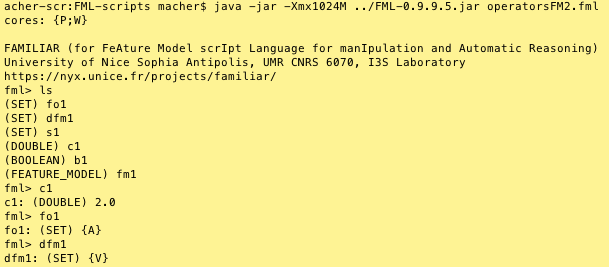 acher-scr:FML-scripts macher$ java -jar -Xmx1024M ../FML-0.9.9.5.jar operatorsFM2.fml
cores: {P;W}
FAMILIAR (for FeAture Model scrIpt Language for manIpulation and Automatic Reasoning)
University of Nice Sophia Antipolis, UMR CNRS 6070, I3S Laboratory
https://nyx.unice.fr/projects/familiar/
fml> ls
(SET) fo1
(SET) dfm1
(SET) s1
(DOUBLE) c1
(BOOLEAN) b1
(FEATURE_MODEL) fm1
fml> c1
c1: (DOUBLE) 2.0
fml> fo1
fo1: (SET) {A}
fml> dfm1
dfm1: (SET) {V}